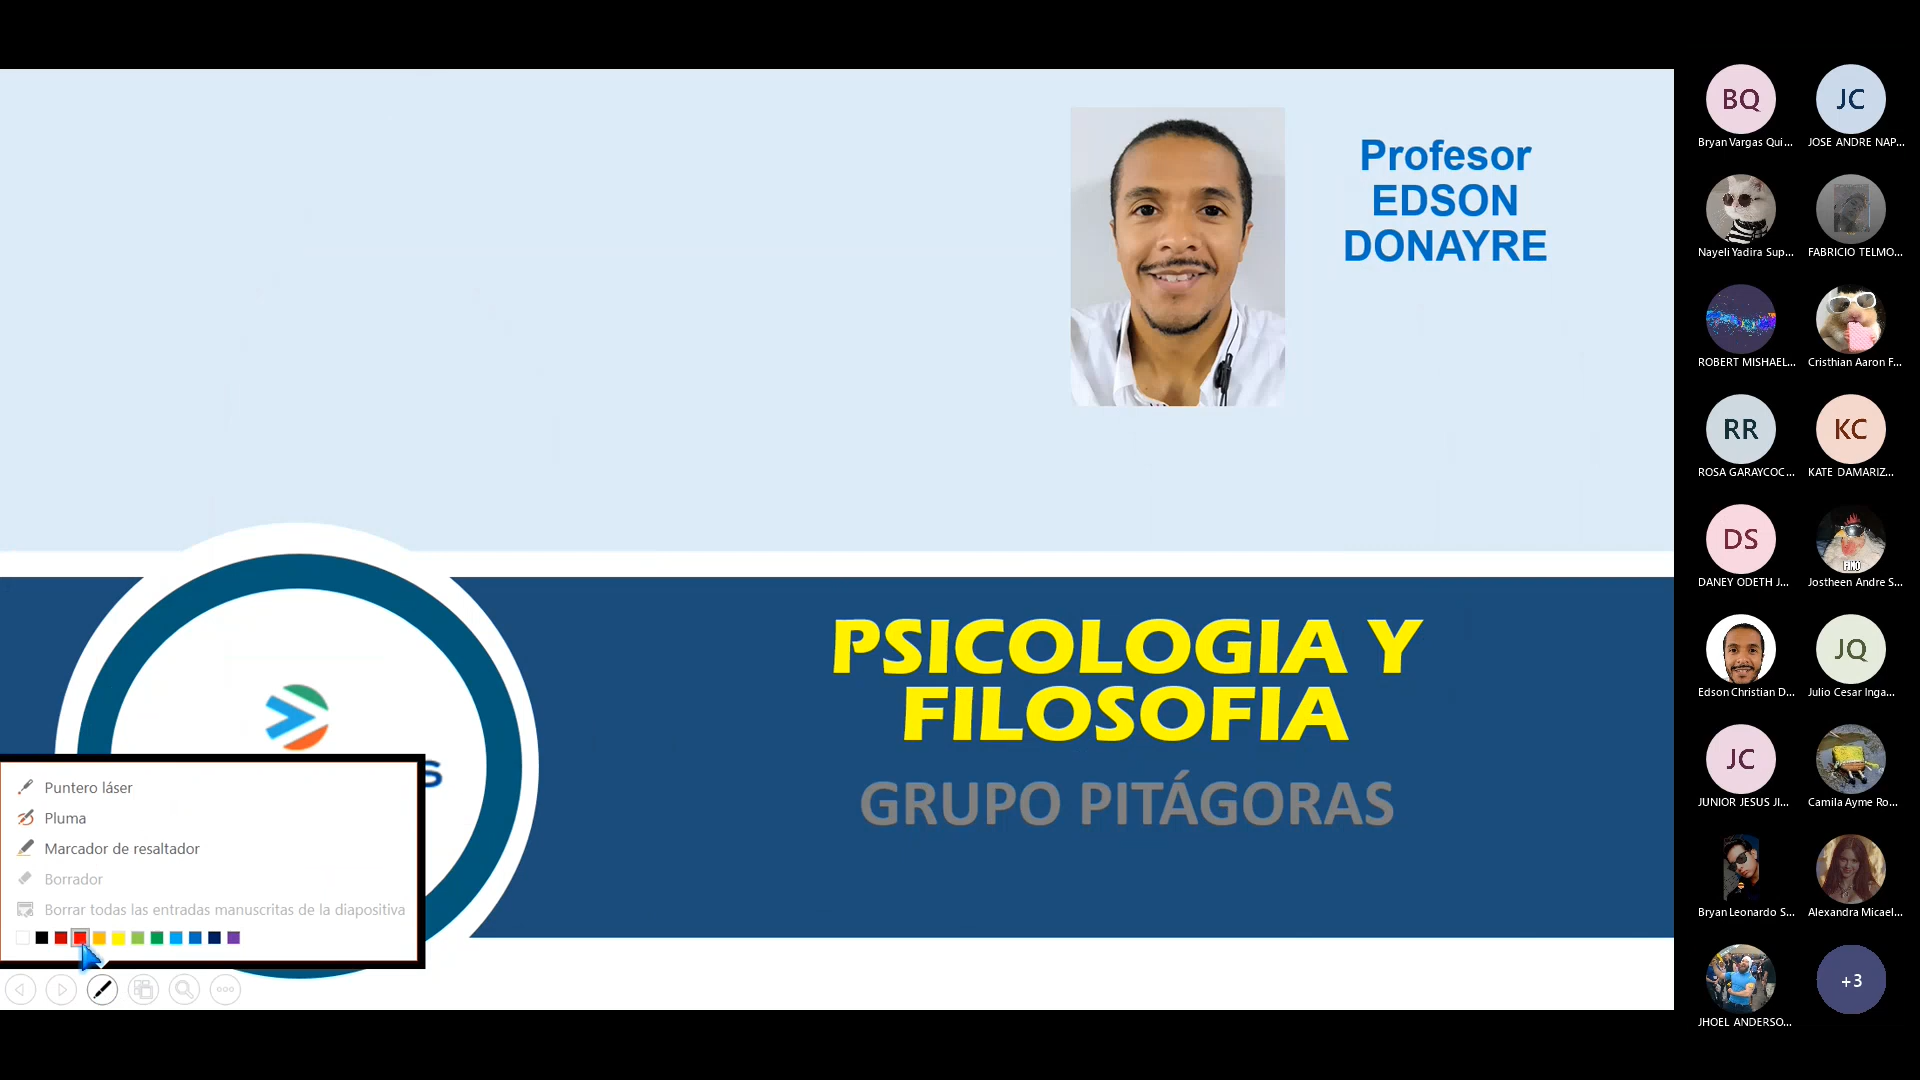 Profesor
EDSON
DONAYRE
PSICOLOGIA Y
FILOSOFIA
GRUPO PITÁGORAS
s
Puntero láser
Pluma
Marcador de resaltador
Borrador
Borrar todas las entradas manuscritas de la diapositiva
BQ
JC
Bryan Vargas Qui...
JOSE ANDRE NAP...
Nayeli Yadira Sup...
FABRICIO TELMO...
ROBERT MISHAEL...
Cristhian Aaron F...
RR
KC
ROSA GARAYCOC...
KATE DAMARIZ...
DS
DANEY ODETH J...
Jostheen Andre S...
JQ
Edson Christian D...
Julio Cesar Inga...
JC
JUNIOR JESUS JI...
Camila Ayme Ro...
Bryan Leonardo S...
Alexandra Micael...
+3
JHOEL ANDERSO...